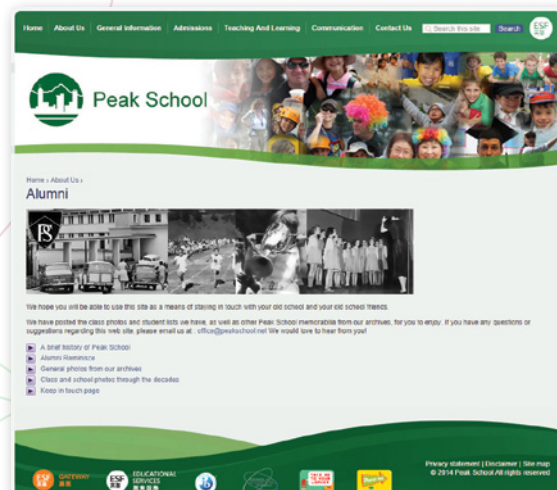 Home About Us General Information Admissions Teaching And Learning Communication Contact Us Search this site Search ESF
Peak School
Home › About Us ›
Alumni
PS
We hope you will be able to use this site as a means of staying in touch with your old school and your old school friends.
We have posted the class photos and student lists we have, as well as other Peak School memorabilia from our archives, for you to enjoy. If you have any questions or
suggestions regarding this web site, please email us at : office@peakschool.net We would love to hear from you!
A brief history of Peak School
Alumni Reminisce
General photos from our archives
Class and school photos through the decades
Keep in touch page
Privacy statement | Disclaimer | Site map
© 2014 Peak School All rights reserved
ESF GATEWAY
ESF EDUCATIONAL SERVICES